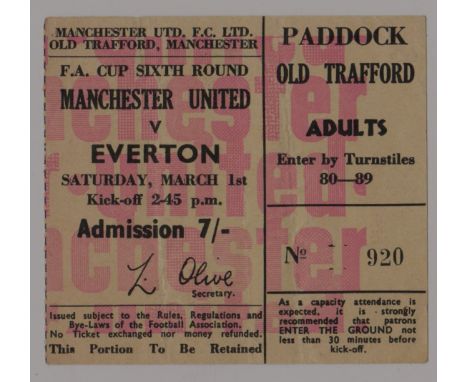 MANCHESTER UTD. F.C. LTD.
OLD TRAFFORD, MANCHESTER
F.A. CUP SIXTH ROUND
MANCHESTER UNITED
V
EVERTON
SATURDAY, MARCH 1st
Kick-off 2-45 p.m.
Admission 7/-
L. Olive
Secretary.
Issued subject to the Rules, Regulations and
Bye-Laws of the Football Association.
No Ticket exchanged nor money refunded.
This Portion To Be Retained
PADDOCK
OLD TRAFFORD
ADULTS
Enter by Turnstiles
80—89
No 920
As a capacity attendance is
expected, it is strongly
recommended that patrons
ENTER THE GROUND not
less than 30 minutes before
kick-off.